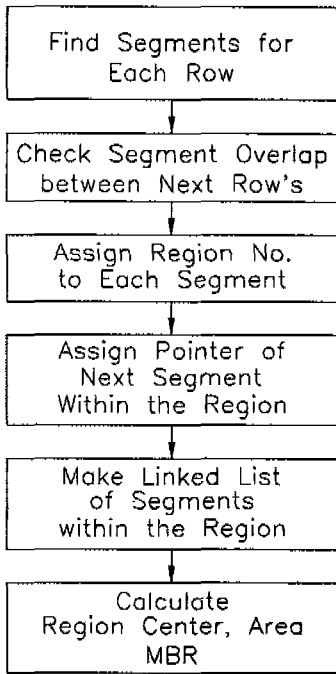 Find Segments for
Each Row
Check Segment Overlap
between Next Row's
Assign Region No.
to Each Segment
Assign Pointer of
Next Segment
Within the Region
Make Linked List
of Segments
within the Region
Calculate
Region Center, Area
MBR